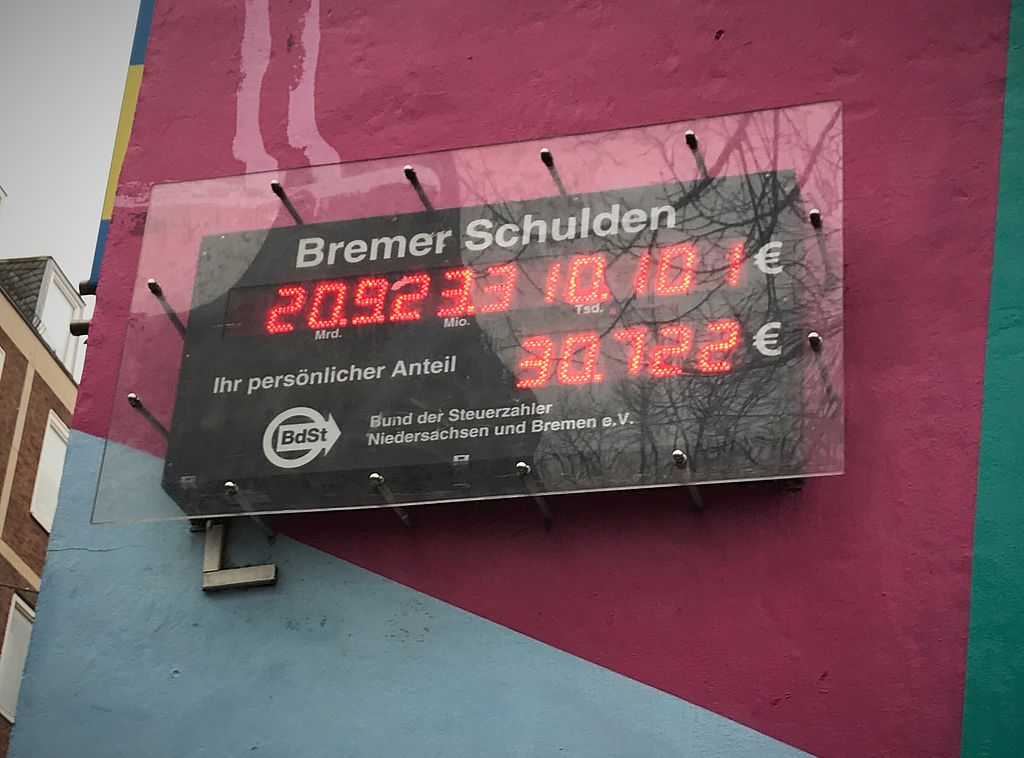 Bremer Schulden
20.923.310.101 €
Mrd. Mio. Tsd.
Ihr persönlicher Anteil 30.722 €
BdSt
Bund der Steuerzahler
Niedersachsen und Bremen e.V.